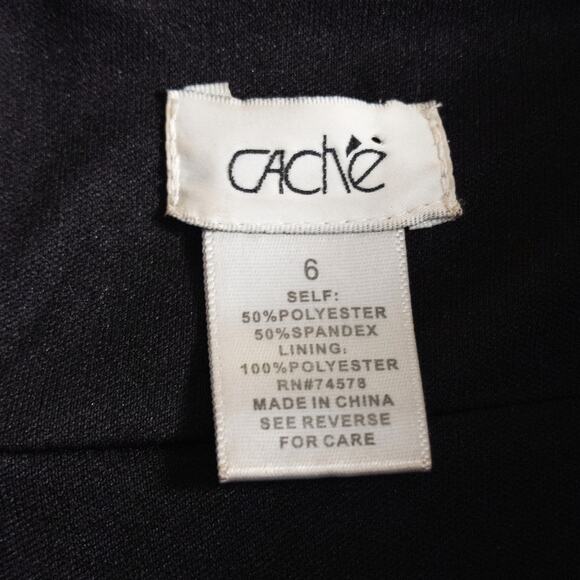 CAché
6
SELF:
50%POLYESTER
50%SPANDEX
LINING:
100%POLYESTER
RN#74578
MADE IN CHINA
SEE REVERSE
FOR CARE